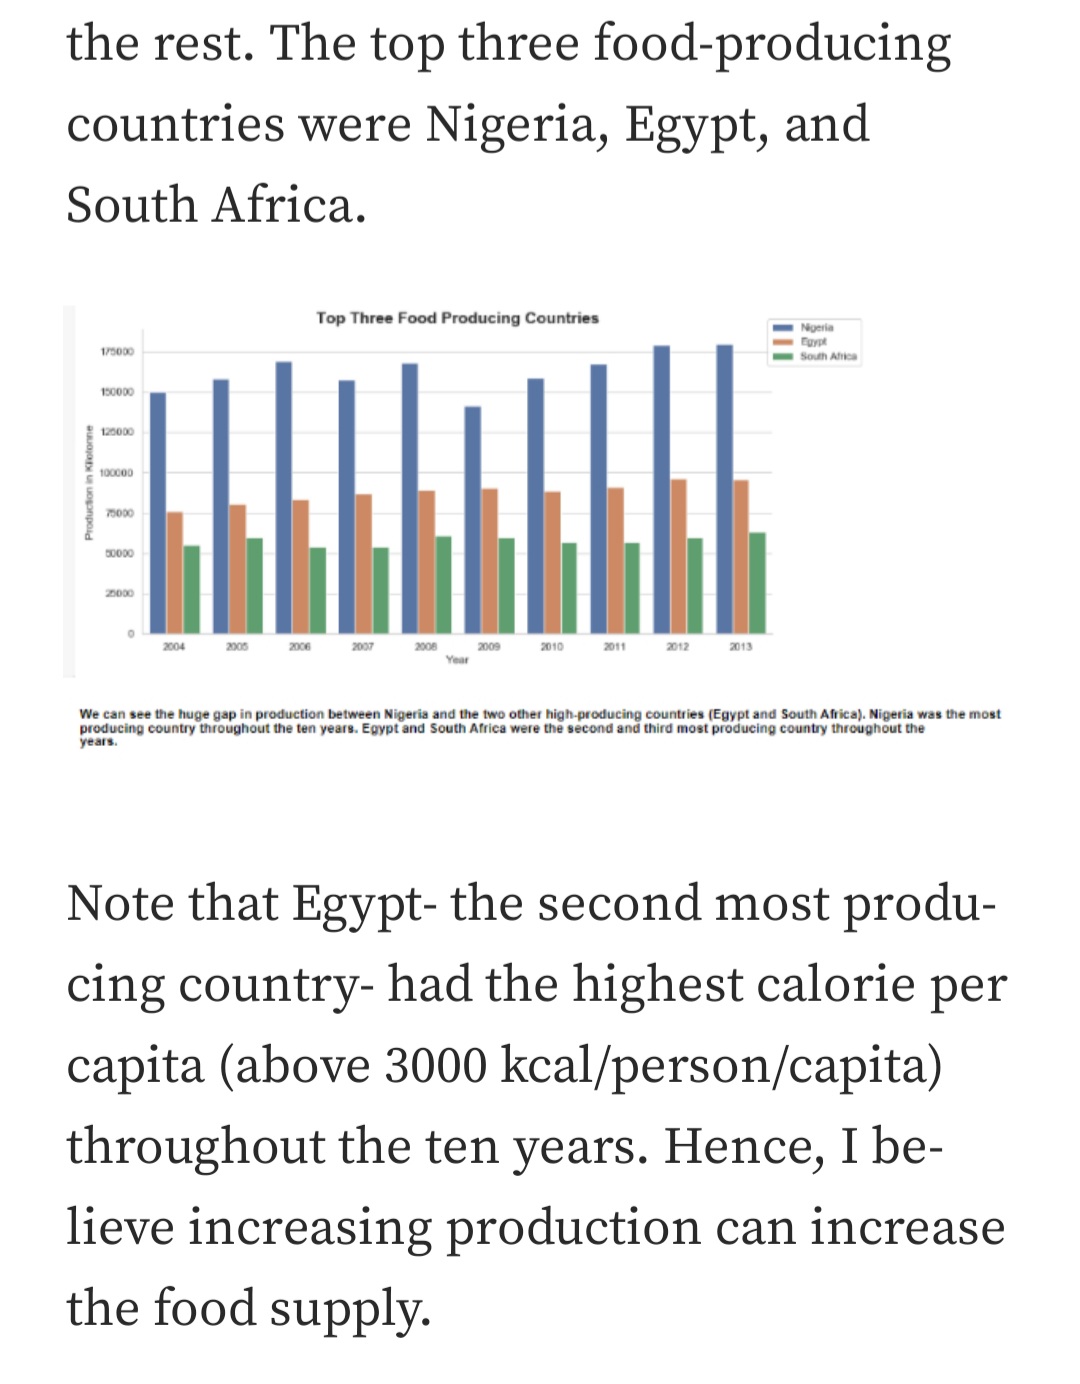 the rest. The top three food-producing
countries were Nigeria, Egypt, and
South Africa.
Top Three Food Producing Countries
Nigeria
Egypt
South Africa
Production in Kilotonne
175000
150000
125000
100000
75000
50000
25000
0
2004 2005 2006 2007 2008 2009 2010 2011 2012 2013
Year
We can see the huge gap in production between Nigeria and the two other high-producing countries (Egypt and South Africa). Nigeria was the most
producing country throughout the ten years. Egypt and South Africa were the second and third most producing country throughout the
years.
Note that Egypt- the second most produ-
cing country- had the highest calorie per
capita (above 3000 kcal/person/capita)
throughout the ten years. Hence, I be-
lieve increasing production can increase
the food supply.